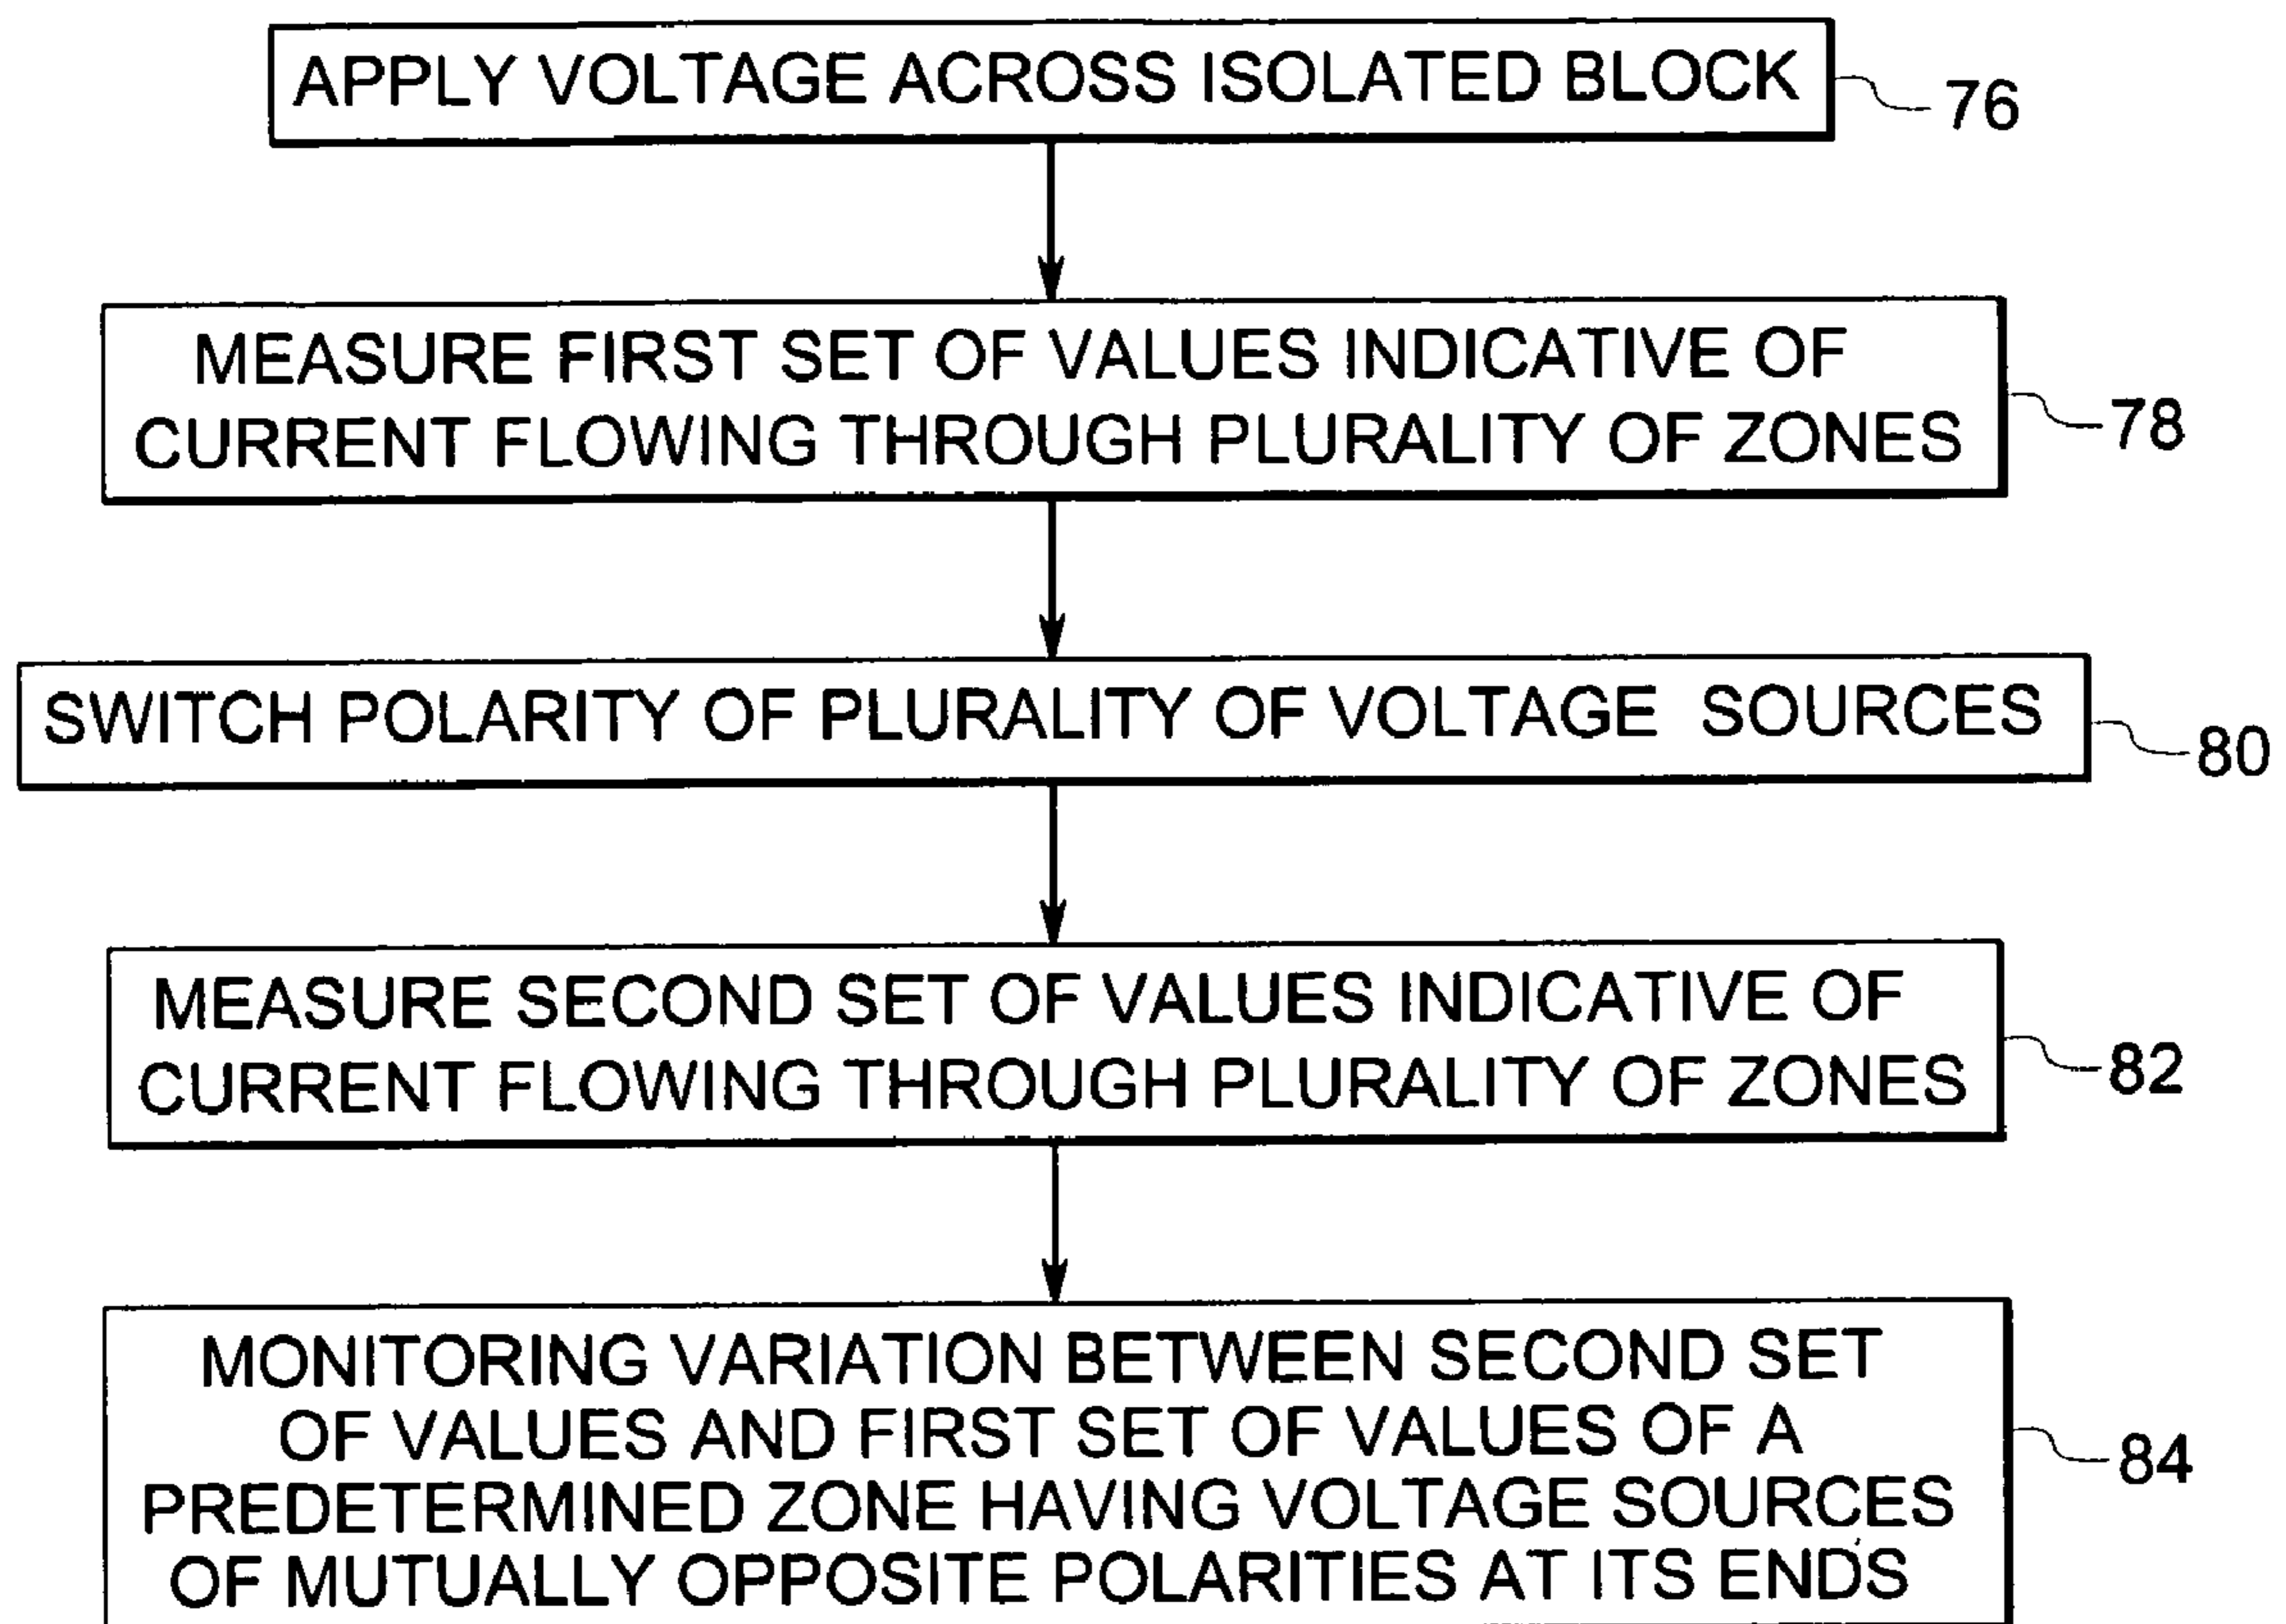 APPLY VOLTAGE ACROSS ISOLATED BLOCK
76
MEASURE FIRST SET OF VALUES INDICATIVE OF
CURRENT FLOWING THROUGH PLURALITY OF ZONES
78
SWITCH POLARITY OF PLURALITY OF VOLTAGE SOURCES
80
MEASURE SECOND SET OF VALUES INDICATIVE OF
CURRENT FLOWING THROUGH PLURALITY OF ZONES
82
MONITORING VARIATION BETWEEN SECOND SET
OF VALUES AND FIRST SET OF VALUES OF A
PREDETERMINED ZONE HAVING VOLTAGE SOURCES
OF MUTUALLY OPPOSITE POLARITIES AT ITS ENDS
84